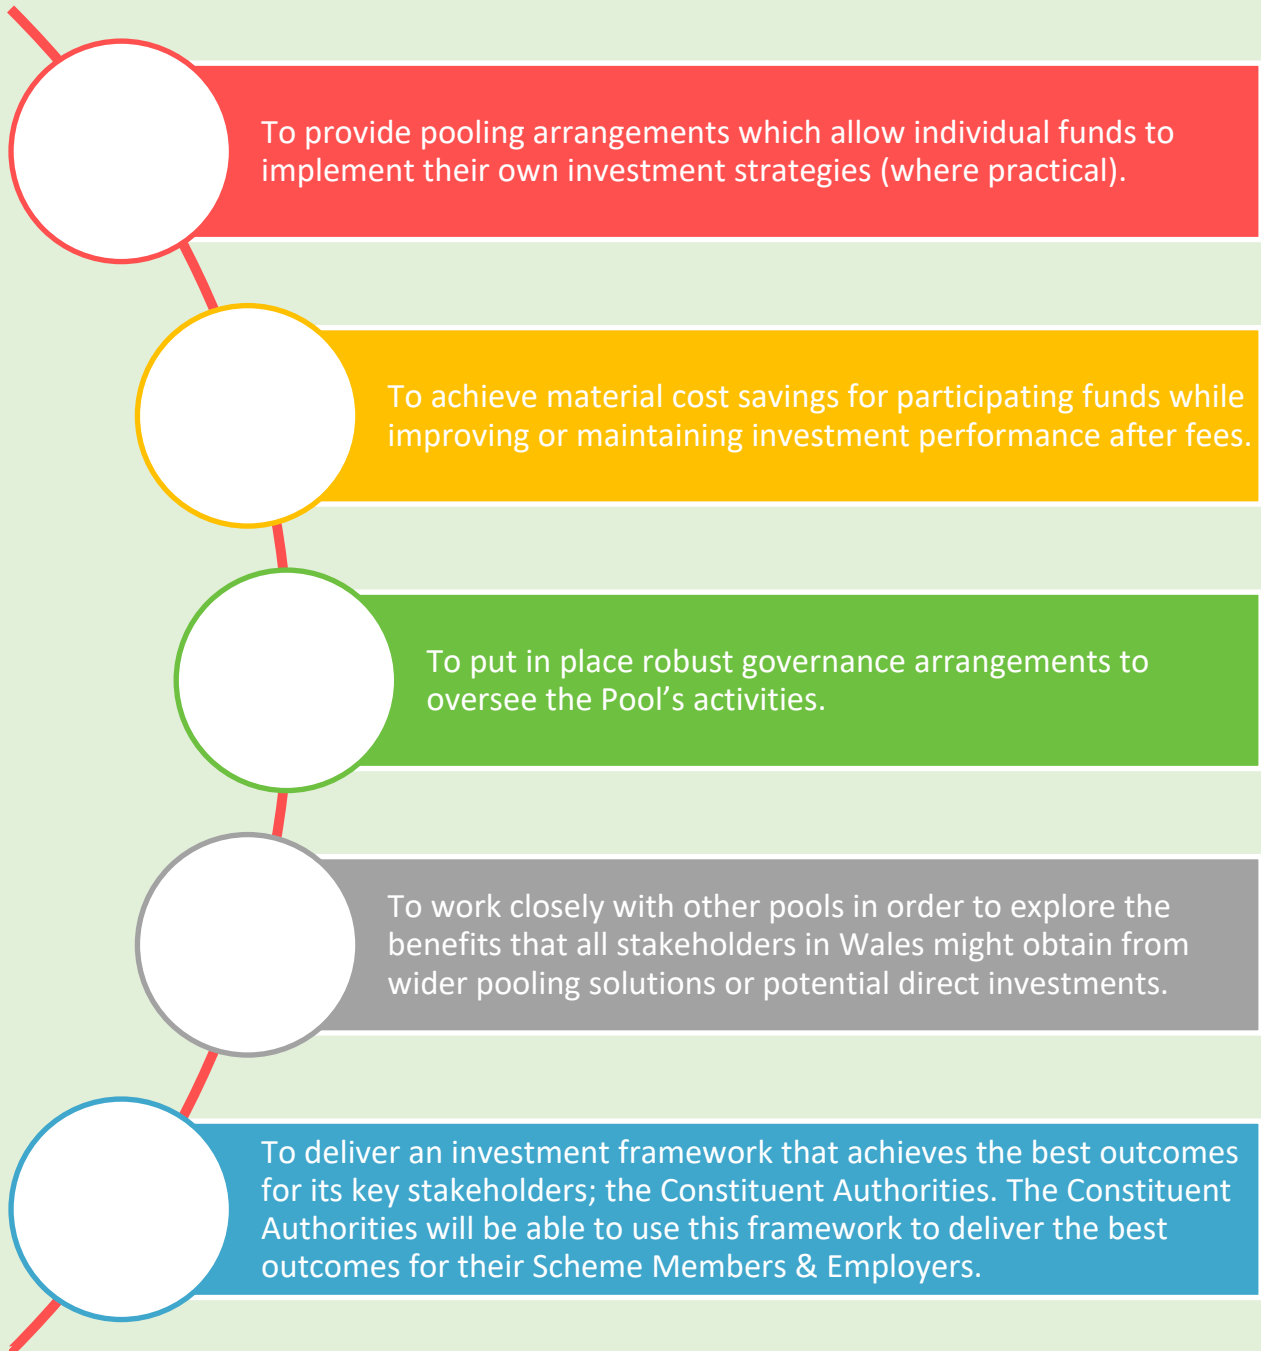 To provide pooling arrangements which allow individual funds to
implement their own investment strategies (where practical).
To achieve material cost savings for participating funds while
improving or maintaining investment performance after fees.
To put in place robust governance arrangements to
oversee the Pool’s activities.
To work closely with other pools in order to explore the
benefits that all stakeholders in Wales might obtain from
wider pooling solutions or potential direct investments.
To deliver an investment framework that achieves the best outcomes
for its key stakeholders; the Constituent Authorities. The Constituent
Authorities will be able to use this framework to deliver the best
outcomes for their Scheme Members & Employers.